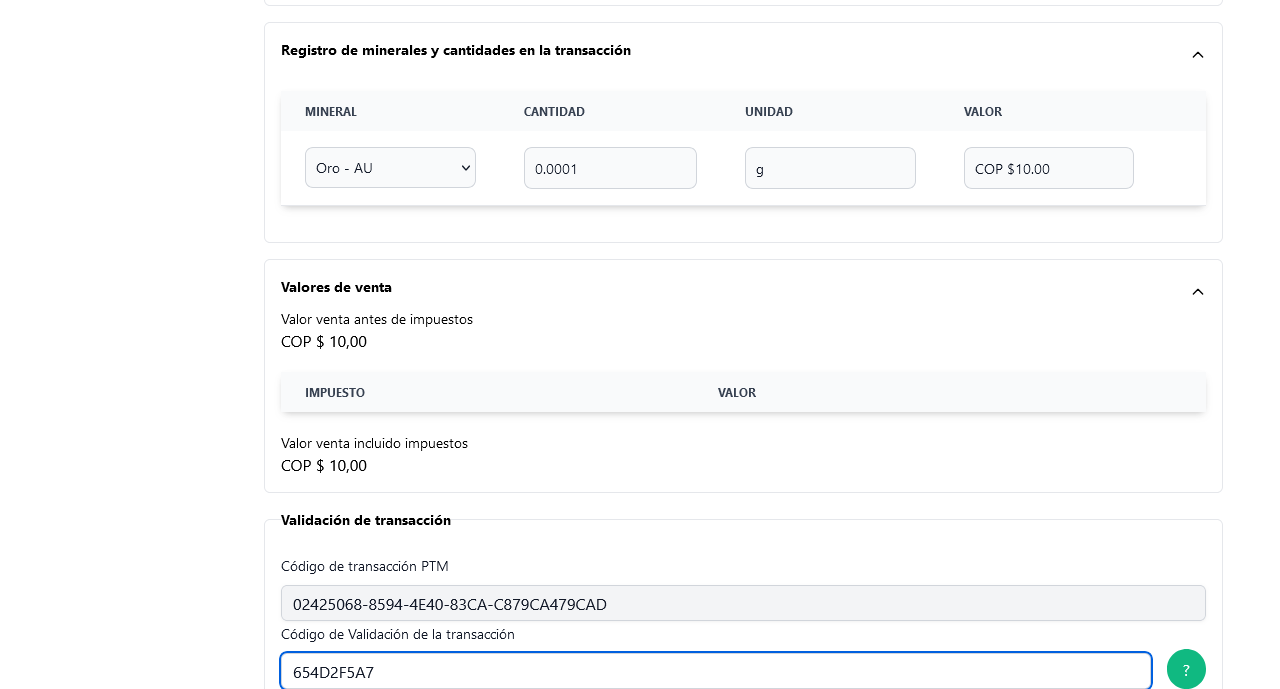 Registro de minerales y cantidades en la transacción
MINERAL CANTIDAD UNIDAD VALOR
Oro - AU 0.0001 g COP $10.00
Valores de venta
Valor venta antes de impuestos
COP $ 10,00
IMPUESTO VALOR
Valor venta incluido impuestos
COP $ 10,00
Validación de transacción
Código de transacción PTM
02425068-8594-4E40-83CA-C879CA479CAD
Código de Validación de la transacción
654D2F5A7 ?